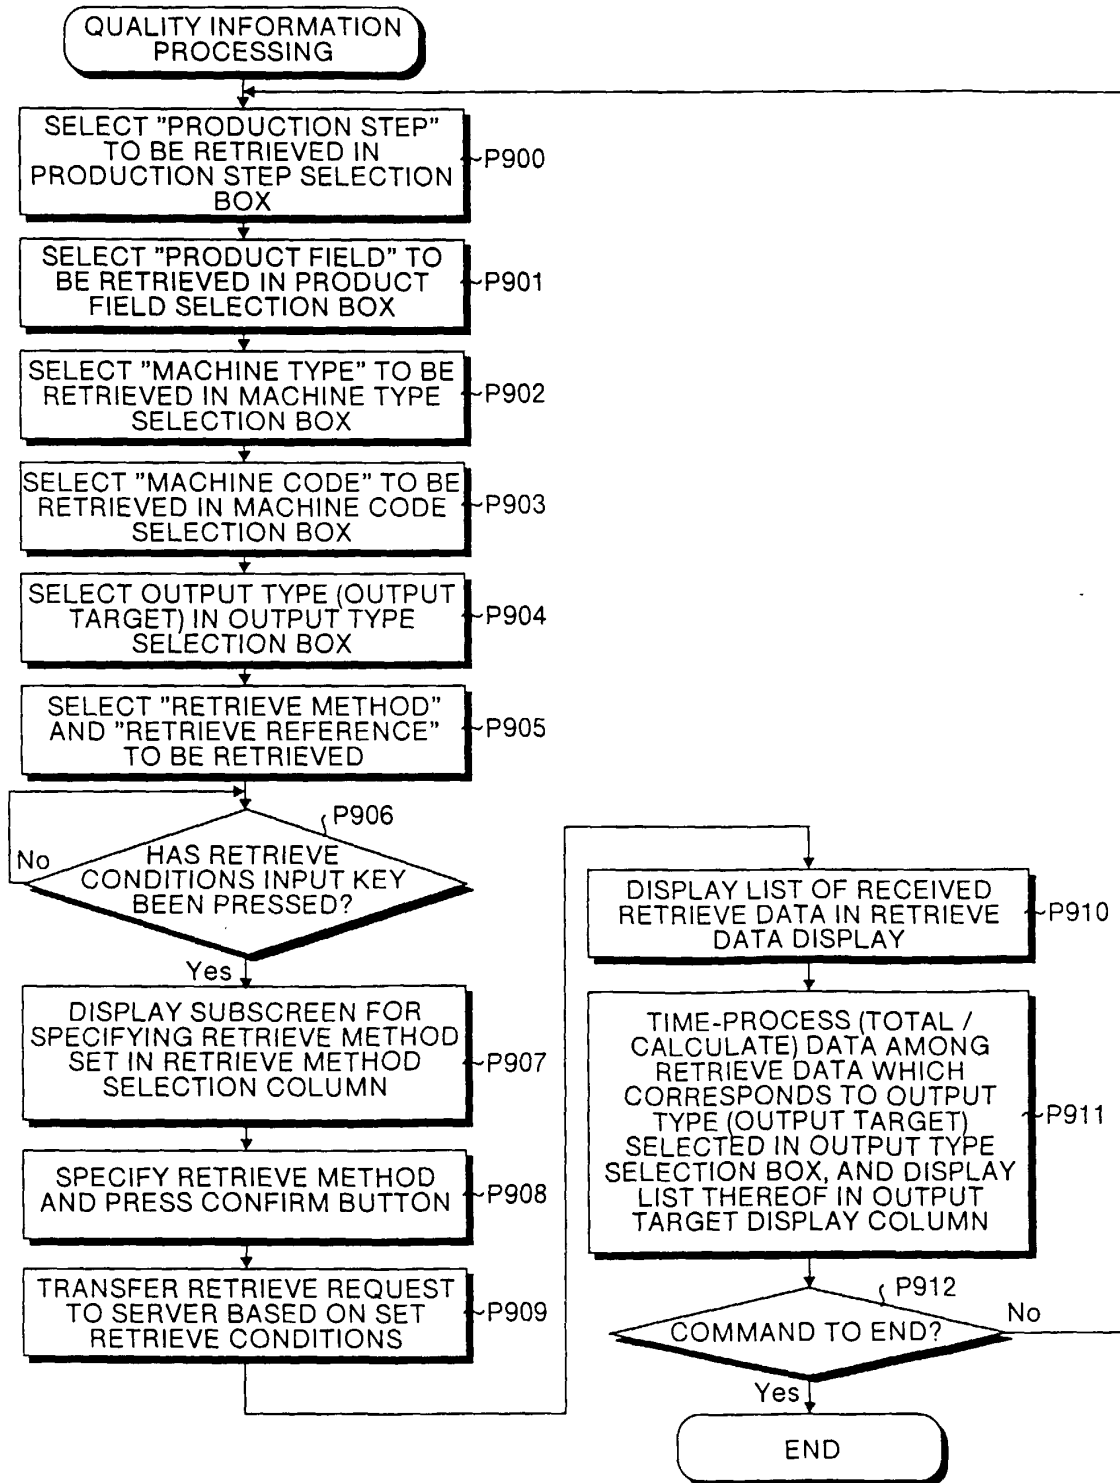 QUALITY INFORMATION
PROCESSING
SELECT "PRODUCTION STEP"
TO BE RETRIEVED IN
PRODUCTION STEP SELECTION
BOX
P900
SELECT "PRODUCT FIELD" TO
BE RETRIEVED IN PRODUCT
FIELD SELECTION BOX
P901
SELECT "MACHINE TYPE" TO BE
RETRIEVED IN MACHINE TYPE
SELECTION BOX
P902
SELECT "MACHINE CODE" TO BE
RETRIEVED IN MACHINE CODE
SELECTION BOX
P903
SELECT OUTPUT TYPE (OUTPUT
TARGET) IN OUTPUT TYPE
SELECTION BOX
P904
SELECT "RETRIEVE METHOD"
AND "RETRIEVE REFERENCE"
TO BE RETRIEVED
P905
P906
No
HAS RETRIEVE
CONDITIONS INPUT KEY
BEEN PRESSED?
Yes
DISPLAY SUBSCREEN FOR
SPECIFYING RETRIEVE METHOD
SET IN RETRIEVE METHOD
SELECTION COLUMN
P907
SPECIFY RETRIEVE METHOD
AND PRESS CONFIRM BUTTON
P908
TRANSFER RETRIEVE REQUEST
TO SERVER BASED ON SET
RETRIEVE CONDITIONS
P909
DISPLAY LIST OF RECEIVED
RETRIEVE DATA IN RETRIEVE
DATA DISPLAY
P910
TIME-PROCESS (TOTAL /
CALCULATE) DATA AMONG
RETRIEVE DATA WHICH
CORRESPONDS TO OUTPUT
TYPE (OUTPUT TARGET)
SELECTED IN OUTPUT TYPE
SELECTION BOX, AND DISPLAY
LIST THEREOF IN OUTPUT
TARGET DISPLAY COLUMN
P911
P912
COMMAND TO END?
No
Yes
END